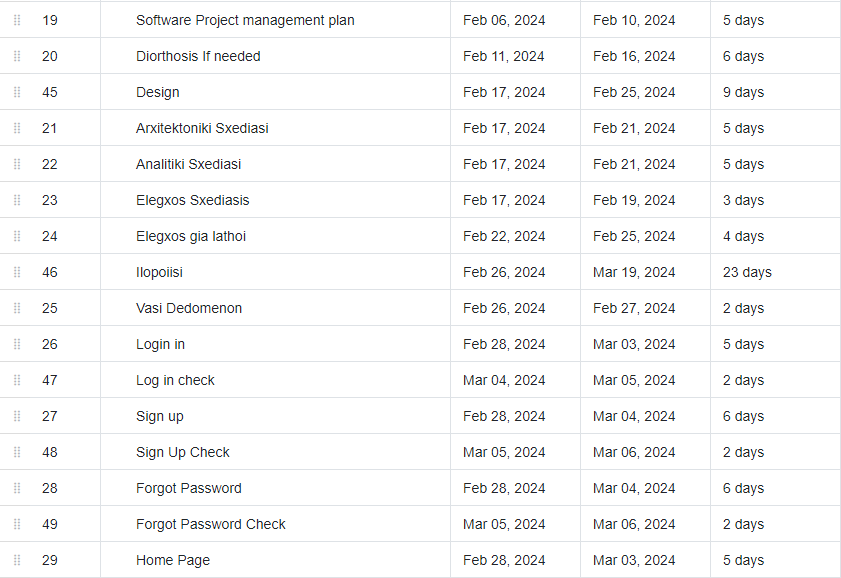 19 Software Project management plan Feb 06, 2024 Feb 10, 2024 5 days
20 Diorthosis If needed Feb 11, 2024 Feb 16, 2024 6 days
45 Design Feb 17, 2024 Feb 25, 2024 9 days
21 Arxitektoniki Sxediasi Feb 17, 2024 Feb 21, 2024 5 days
22 Analitiki Sxediasi Feb 17, 2024 Feb 21, 2024 5 days
23 Elegxos Sxediasis Feb 17, 2024 Feb 19, 2024 3 days
24 Elegxos gia lathoi Feb 22, 2024 Feb 25, 2024 4 days
46 Ilopoiisi Feb 26, 2024 Mar 19, 2024 23 days
25 Vasi Dedomenon Feb 26, 2024 Feb 27, 2024 2 days
26 Login in Feb 28, 2024 Mar 03, 2024 5 days
47 Log in check Mar 04, 2024 Mar 05, 2024 2 days
27 Sign up Feb 28, 2024 Mar 04, 2024 6 days
48 Sign Up Check Mar 05, 2024 Mar 06, 2024 2 days
28 Forgot Password Feb 28, 2024 Mar 04, 2024 6 days
49 Forgot Password Check Mar 05, 2024 Mar 06, 2024 2 days
29 Home Page Feb 28, 2024 Mar 03, 2024 5 days